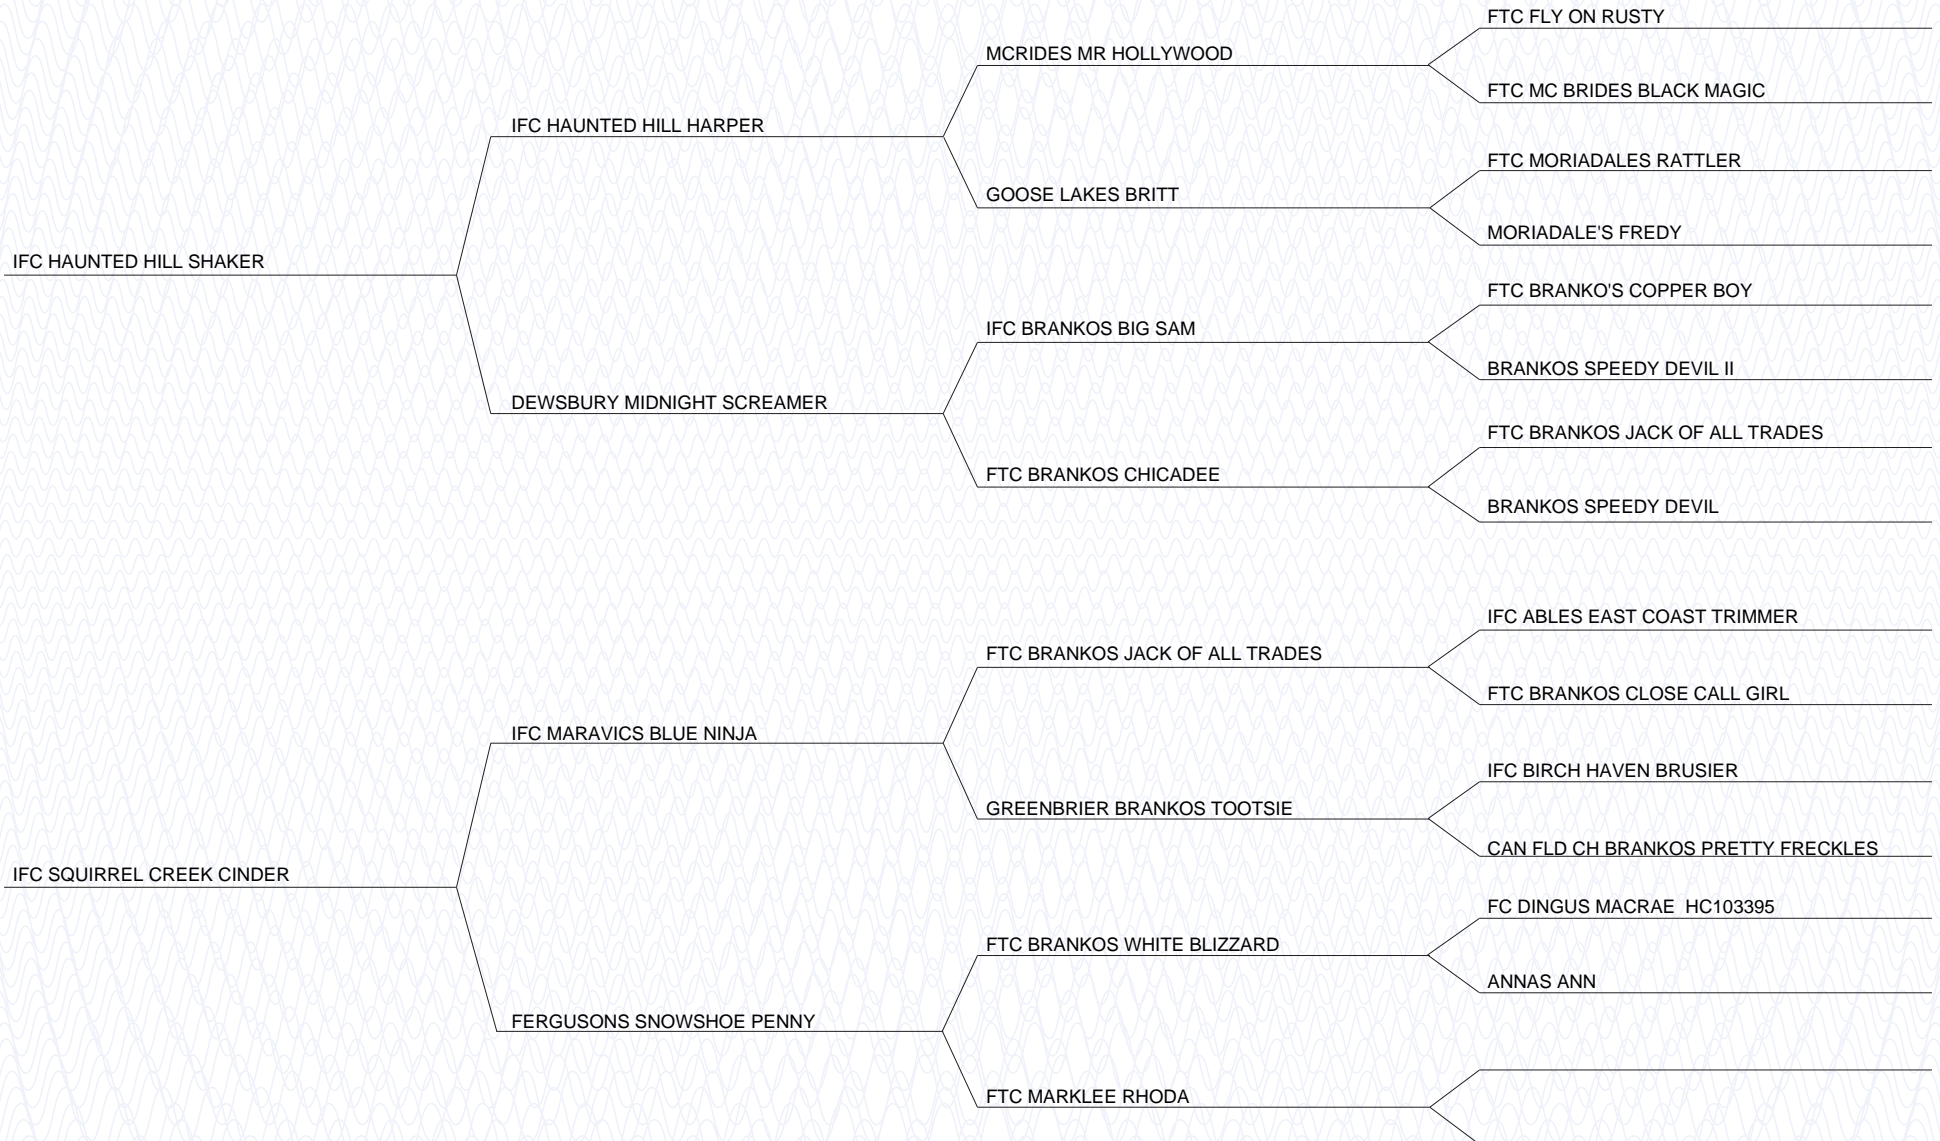 FTC FLY ON RUSTY
MCRIDES MR HOLLYWOOD
FTC MC BRIDES BLACK MAGIC
IFC HAUNTED HILL HARPER
FTC MORIADALES RATTLER
GOOSE LAKES BRITT
MORIADALE'S FREDY
IFC HAUNTED HILL SHAKER
FTC BRANKO'S COPPER BOY
IFC BRANKOS BIG SAM
BRANKOS SPEEDY DEVIL II
DEWSBURY MIDNIGHT SCREAMER
FTC BRANKOS JACK OF ALL TRADES
FTC BRANKOS CHICADEE
BRANKOS SPEEDY DEVIL
IFC ABLES EAST COAST TRIMMER
FTC BRANKOS JACK OF ALL TRADES
FTC BRANKOS CLOSE CALL GIRL
IFC MARAVICS BLUE NINJA
IFC BIRCH HAVEN BRUSIER
GREENBRIER BRANKOS TOOTSIE
CAN FLD CH BRANKOS PRETTY FRECKLES
IFC SQUIRREL CREEK CINDER
FC DINGUS MACRAE  HC103395
FTC BRANKOS WHITE BLIZZARD
ANNAS ANN
FERGUSONS SNOWSHOE PENNY
FTC MARKLEE RHODA